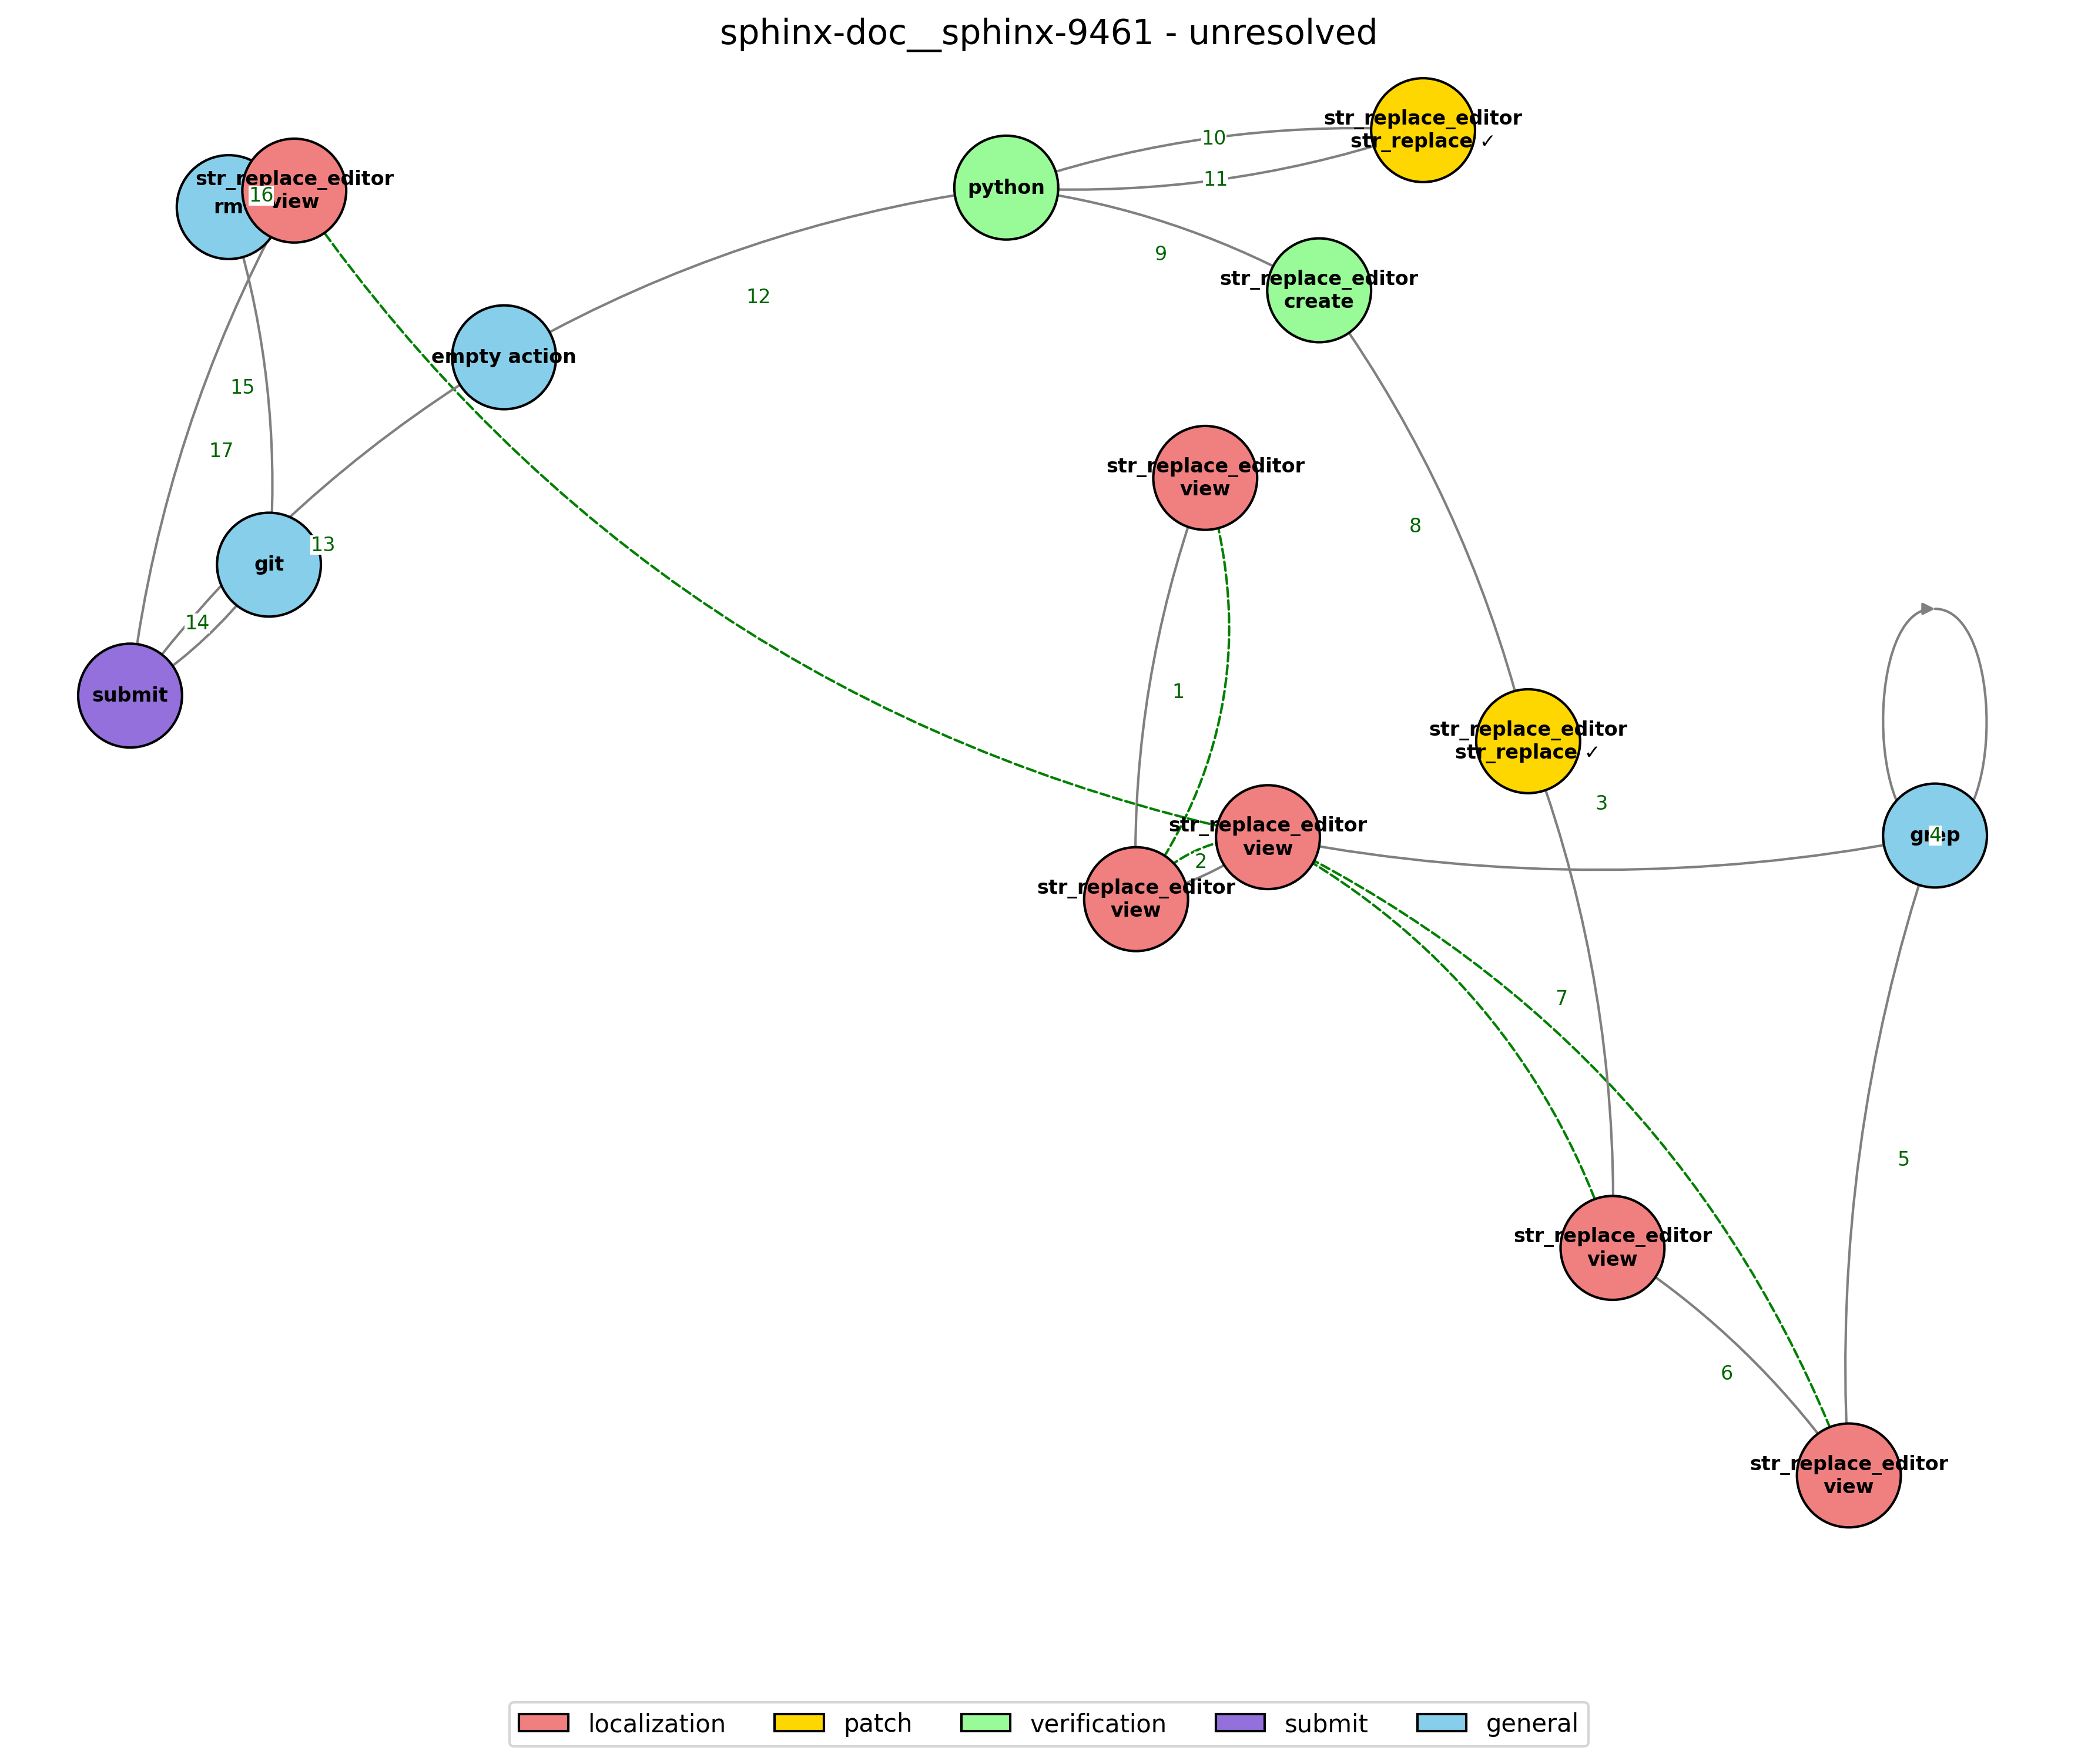 sphinx-doc__sphinx-9461 - unresolved
str_replace_editor
str_replace ✓
10
11
python
str_replace_editor
view
rm
16
9
str_replace_editor
create
12
empty action
15
17
str_replace_editor
view
8
13
git
14
submit
1
str_replace_editor
str_replace ✓
3
str_replace_editor
view
grep
4
2
str_replace_editor
view
7
5
str_replace_editor
view
6
str_replace_editor
view
localization
patch
verification
submit
general